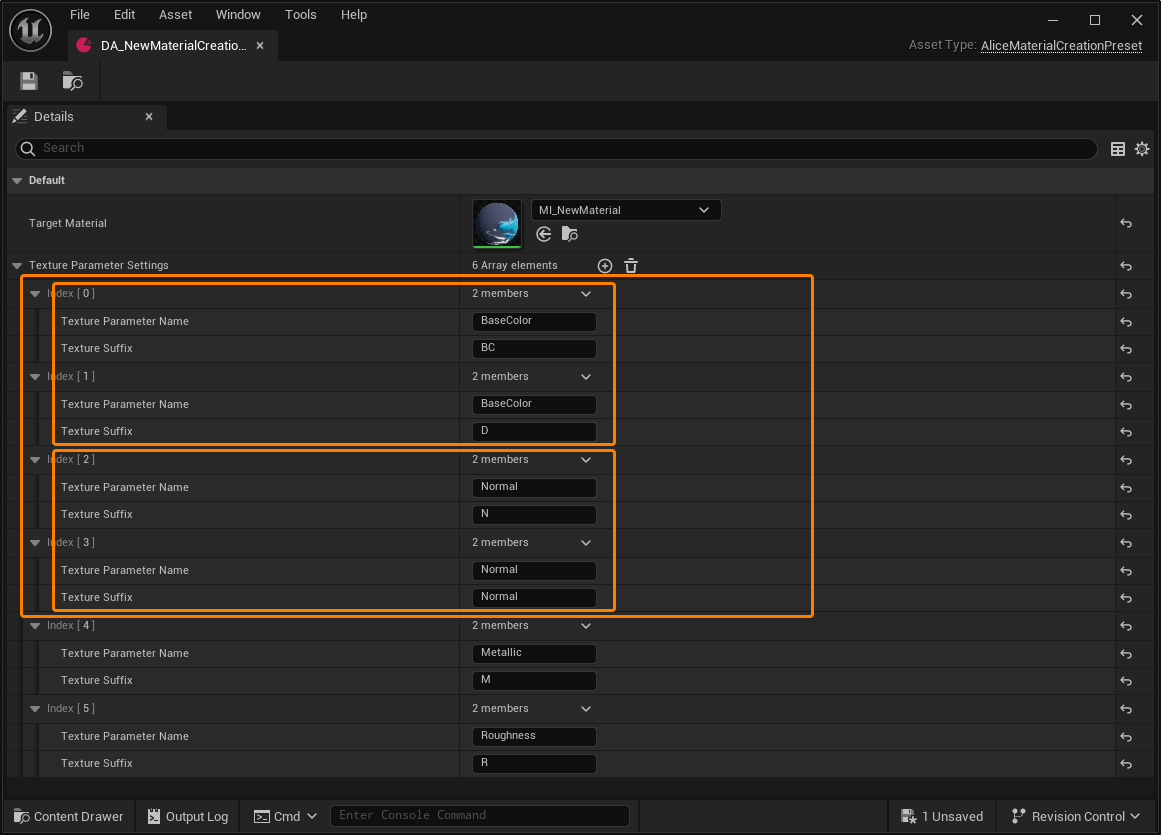 File Edit Asset Window Tools Help
DA_NewMaterialCreatio...
Asset Type: AliceMaterialCreationPreset
Details
Search
Default
Target Material
MI_NewMaterial
Texture Parameter Settings 6 Array elements
Index [ 0 ] 2 members
Texture Parameter Name BaseColor
Texture Suffix BC
Index [ 1 ] 2 members
Texture Parameter Name BaseColor
Texture Suffix D
Index [ 2 ] 2 members
Texture Parameter Name Normal
Texture Suffix N
Index [ 3 ] 2 members
Texture Parameter Name Normal
Texture Suffix Normal
Index [ 4 ] 2 members
Texture Parameter Name Metallic
Texture Suffix M
Index [ 5 ] 2 members
Texture Parameter Name Roughness
Texture Suffix R
Content Drawer Output Log Cmd Enter Console Command 1 Unsaved Revision Control